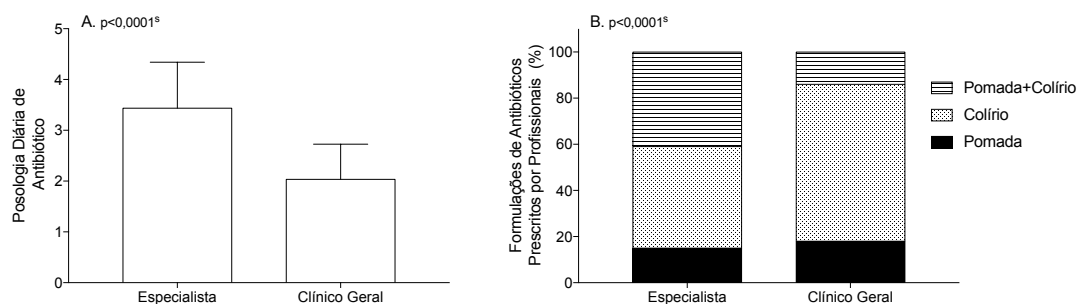 A. p<0,0001ˢ
Posologia Diária de
Antibiótico
5
4
3
2
1
0
Especialista
Clínico Geral
B. p<0,0001ˢ
Formulações de Antibióticos
Prescritos por Profissionais (%)
100
80
60
40
20
0
Especialista
Clínico Geral
Pomada+Colírio
Colírio
Pomada